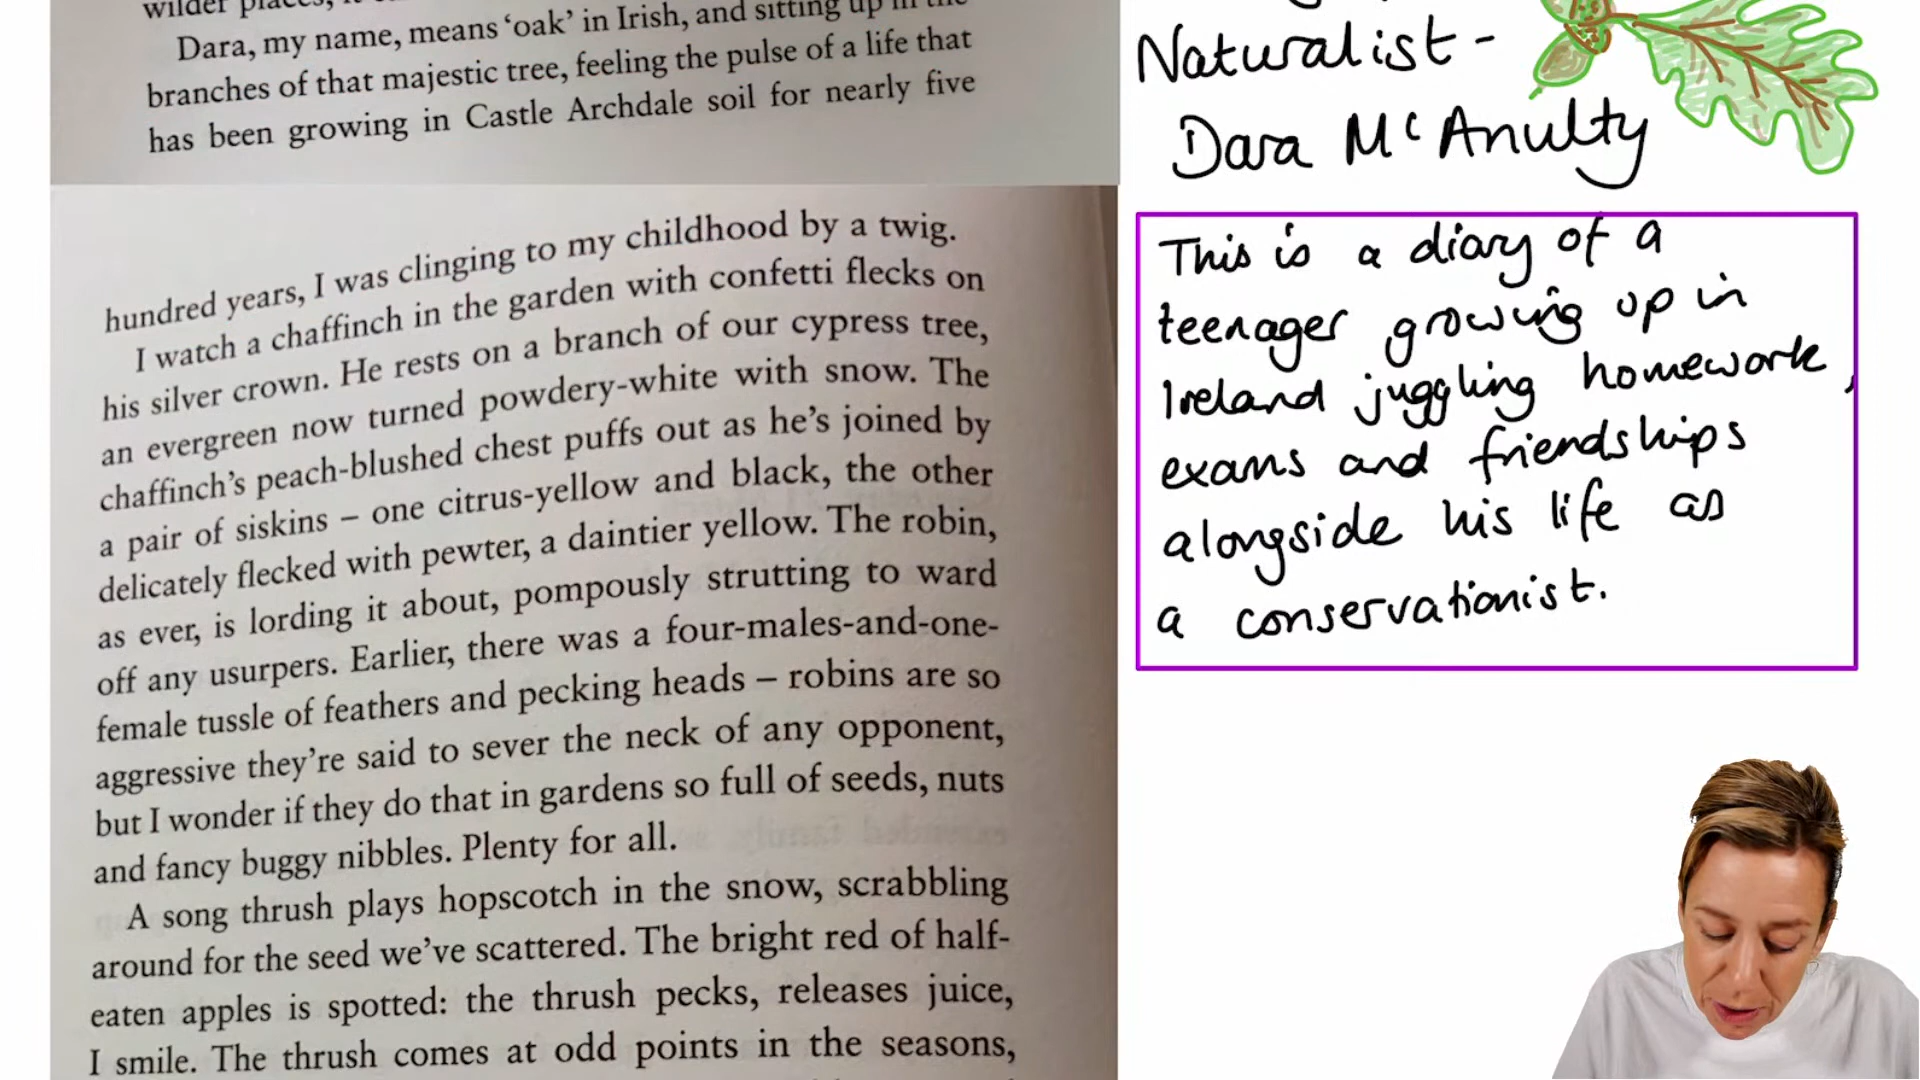 wilder places,
Dara, my name, means ‘oak’ in Irish, and sitting up in the
branches of that majestic tree, feeling the pulse of a life that
has been growing in Castle Archdale soil for nearly five
hundred years, I was clinging to my childhood by a twig.
I watch a chaffinch in the garden with confetti flecks on
his silver crown. He rests on a branch of our cypress tree,
an evergreen now turned powdery-white with snow. The
chaffinch’s peach-blushed chest puffs out as he’s joined by
a pair of siskins – one citrus-yellow and black, the other
delicately flecked with pewter, a daintier yellow. The robin,
as ever, is lording it about, pompously strutting to ward
off any usurpers. Earlier, there was a four-males-and-one-
female tussle of feathers and pecking heads – robins are so
aggressive they’re said to sever the neck of any opponent,
but I wonder if they do that in gardens so full of seeds, nuts
and fancy buggy nibbles. Plenty for all.
A song thrush plays hopscotch in the snow, scrabbling
around for the seed we’ve scattered. The bright red of half-
eaten apples is spotted: the thrush pecks, releases juice,
I smile. The thrush comes at odd points in the seasons,
Naturalist -
Dara McAnulty
This is a diary of a
teenager growing up in
Ireland juggling homework,
exams and friendships
alongside his life as
a conservationist.